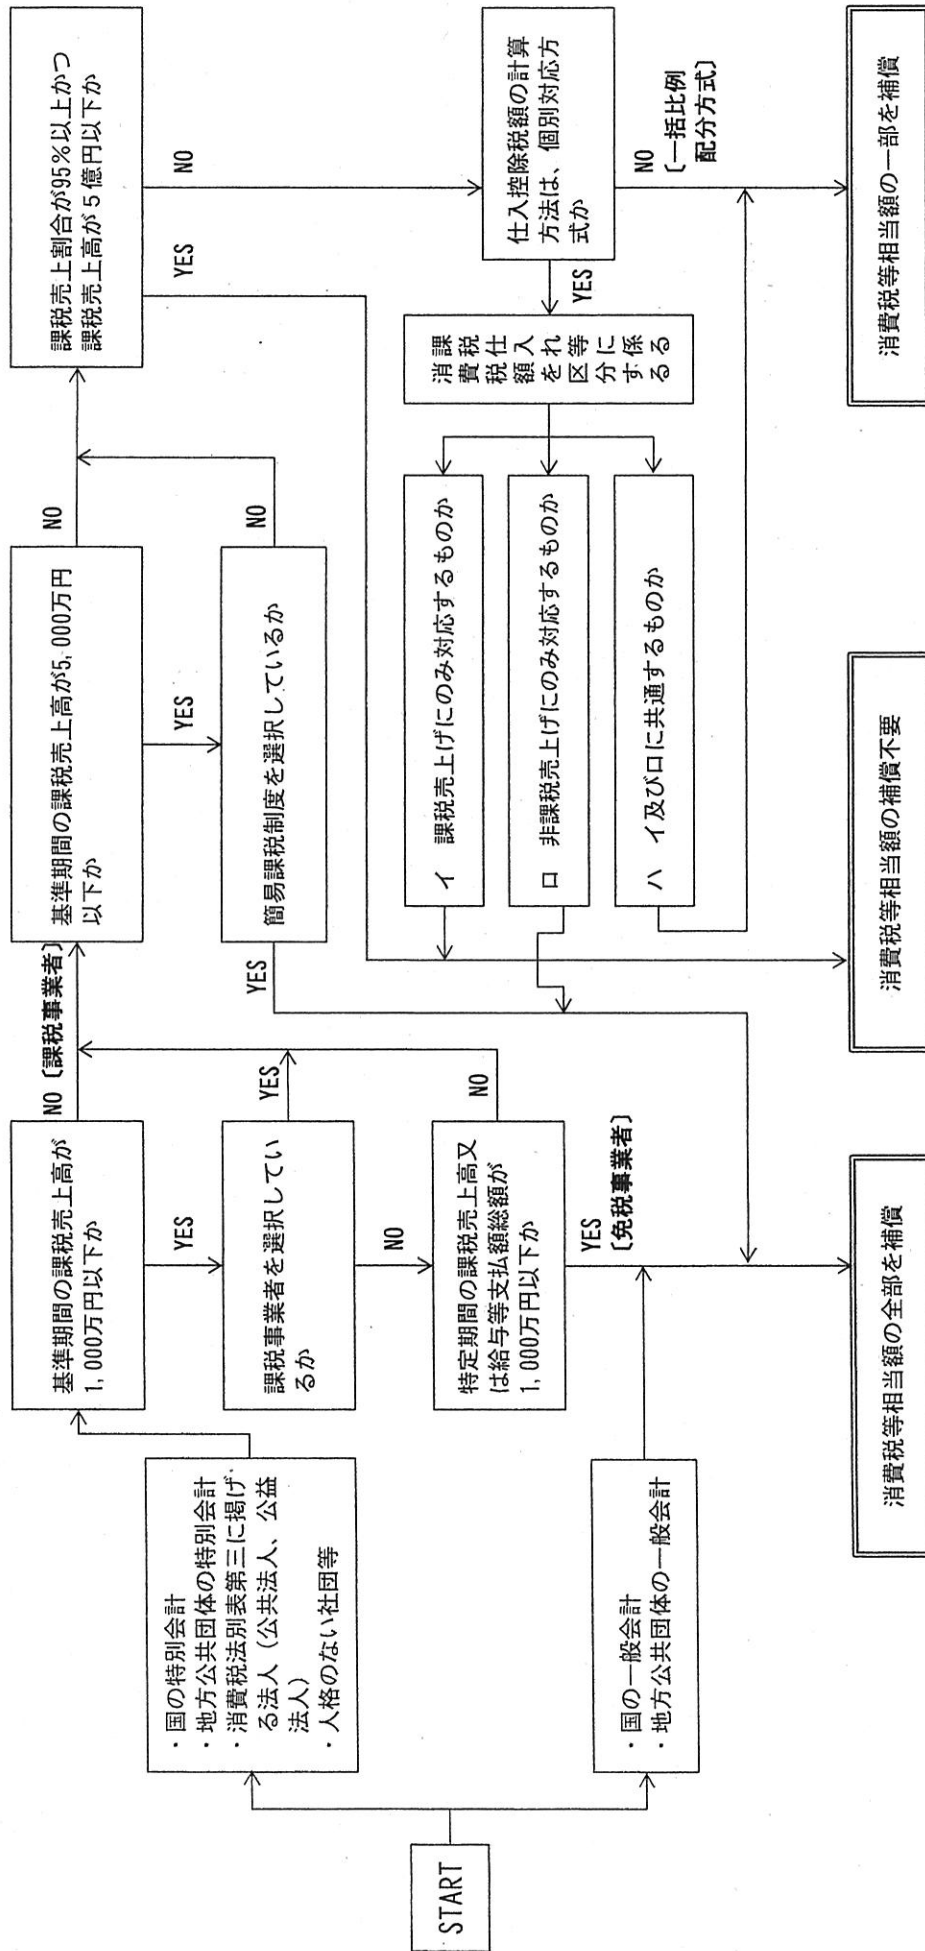 START
・国の特別会計
・地方公共団体の特別会計
・消費税法別表第三に掲げ
る法人（公共法人、公益
法人）
・人格のない社団等
・国の一般会計
・地方公共団体の一般会計
基準期間の課税売上高が
1,000万円以下か
NO〔課税事業者〕
YES
課税事業者を選択してい
るか
YES
NO
特定期間の課税売上高又
は給与等支払額総額が
1,000万円以下か
NO
YES
〔免税事業者〕
基準期間の課税売上高が5,000万円
以下か
NO
YES
簡易課税制度を選択しているか
NO
YES
課税売上割合が95％以上かつ
課税売上高が５億円以下か
YES
NO
仕入控除税額の計算
方法は、個別対応方
式か
YES
NO
〔一括比例
配分方式〕
課税仕入れ等に係る
消費税額を区分する
イ　課税売上げにのみ対応するものか
ロ　非課税売上げにのみ対応するものか
ハ　イ及びロに共通するものか
消費税等相当額の全部を補償
消費税等相当額の補償不要
消費税等相当額の一部を補償